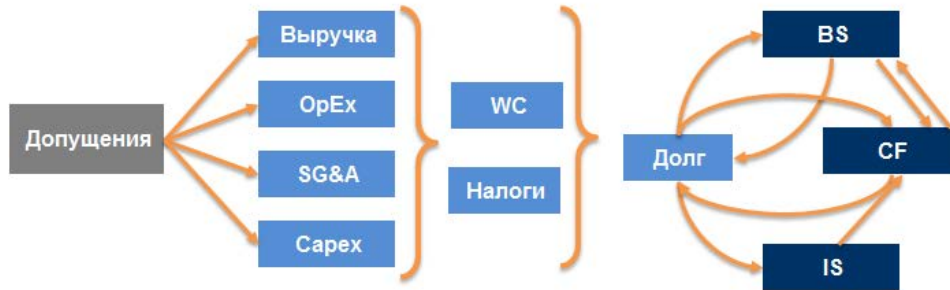 Допущения
Выручка
OpEx
SG&A
Capex
WC
Налоги
Долг
BS
CF
IS